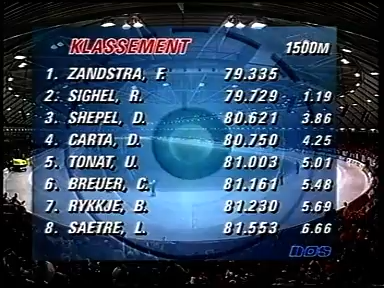 KLASSEMENT 1500M
1. ZANDSTRA, F. 79.335
2. SIGHEL, R. 79.729 1.19
3. SHEPEL, D. 80.621 3.86
4. CARTA, D. 80.750 4.25
5. TONAT, U. 81.003 5.01
6. BREUER, C. 81.161 5.48
7. RYKKJE, B. 81.230 5.69
8. SAETRE, L. 81.553 6.66
NOS